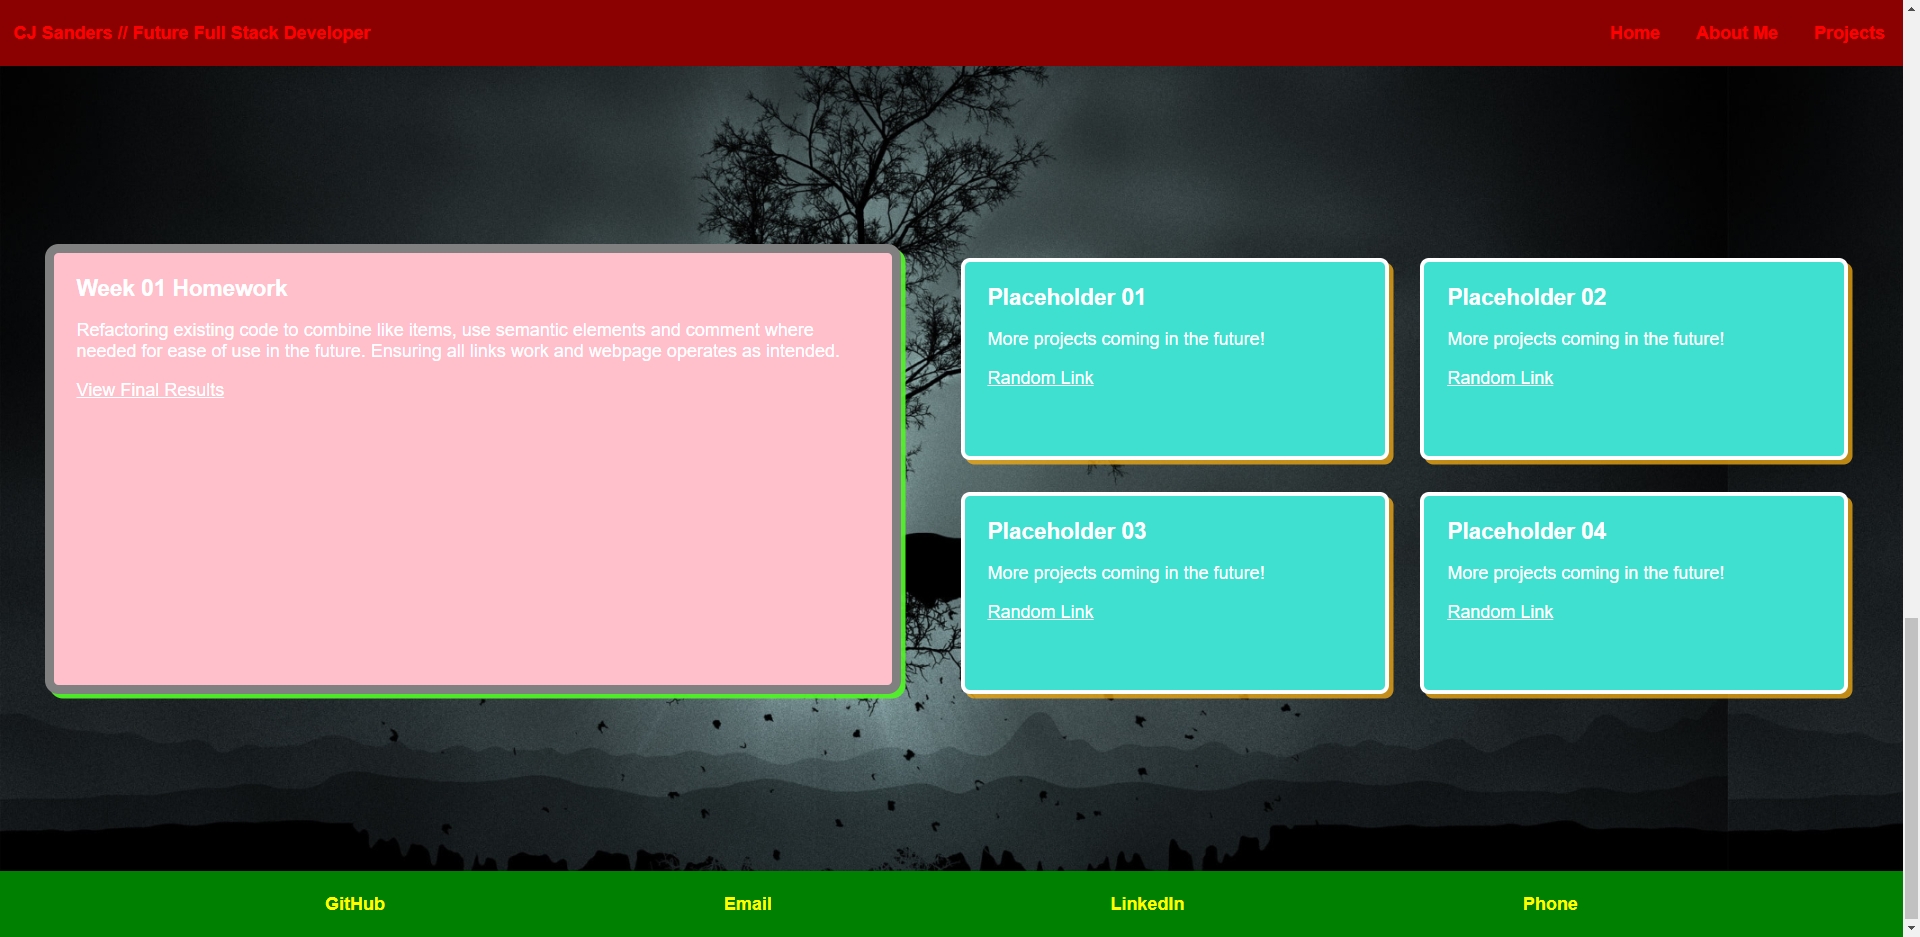 CJ Sanders // Future Full Stack Developer
Home
About Me
Projects
Week 01 Homework
Refactoring existing code to combine like items, use semantic elements and comment where
needed for ease of use in the future. Ensuring all links work and webpage operates as intended.
View Final Results
Placeholder 01
More projects coming in the future!
Random Link
Placeholder 02
More projects coming in the future!
Random Link
Placeholder 03
More projects coming in the future!
Random Link
Placeholder 04
More projects coming in the future!
Random Link
GitHub
Email
LinkedIn
Phone